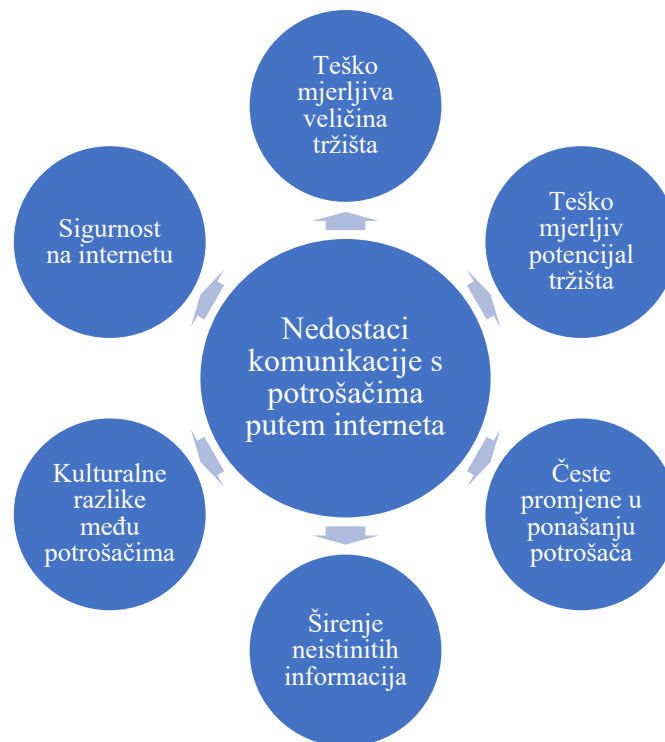 Teško
mjerljiva
veličina
tržišta
Teško
mjerljiv
potencijal
tržišta
Česte
promjene u
ponašanju
potrošača
Širenje
neistinitih
informacija
Kulturalne
razlike
među
potrošačima
Sigurnost
na internetu
Nedostaci
komunikacije s
potrošačima
putem interneta